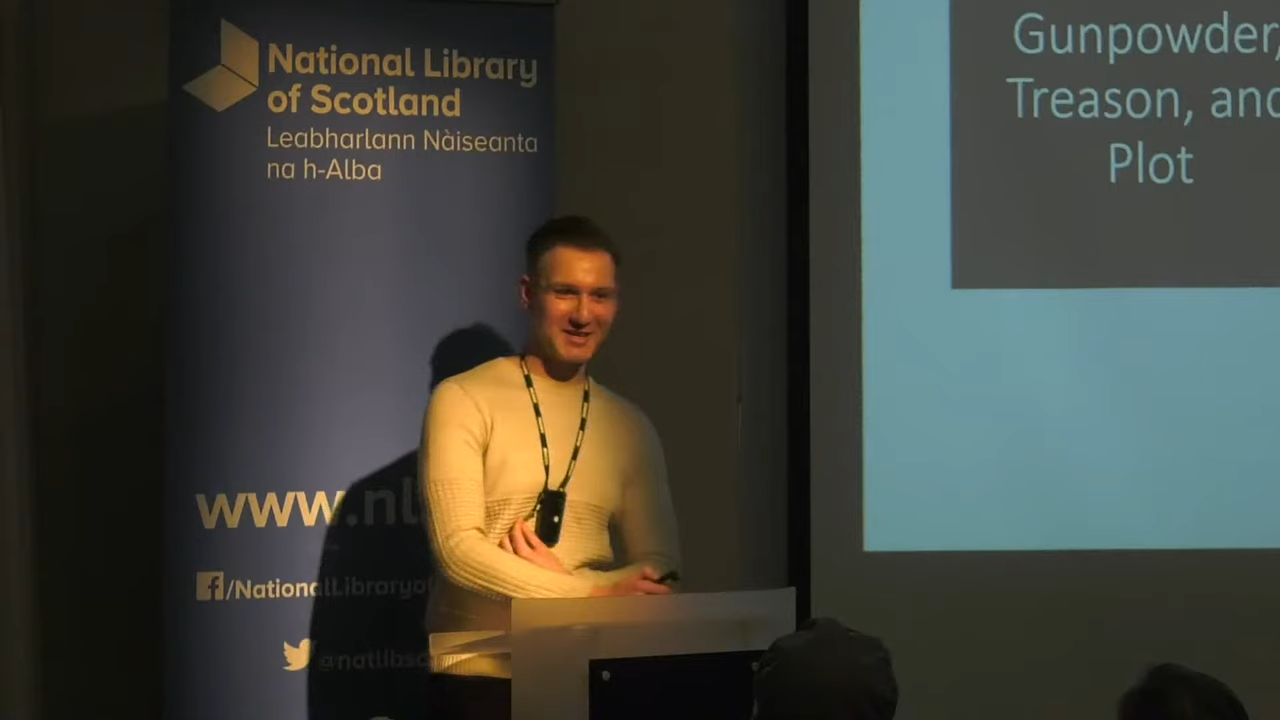 National Library
of Scotland
Leabharlann Nàiseanta
na h-Alba
www.nl
/NationalLibraryof
@natlibsc
Gunpowder,
Treason, and
Plot